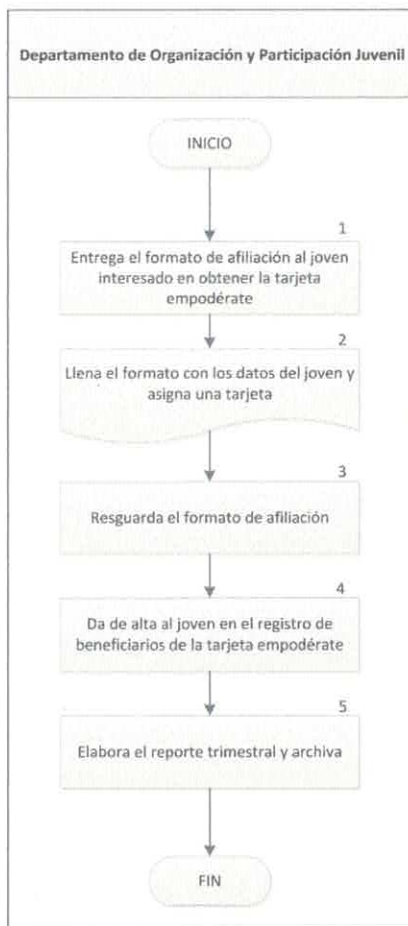 Departamento de Organización y Participación Juvenil
INICIO
1
Entrega el formato de afiliación al joven
interesado en obtener la tarjeta
empodérate
2
Llena el formato con los datos del joven y
asigna una tarjeta
3
Resguarda el formato de afiliación
4
Da de alta al joven en el registro de
beneficiarios de la tarjeta empodérate
5
Elabora el reporte trimestral y archiva
FIN